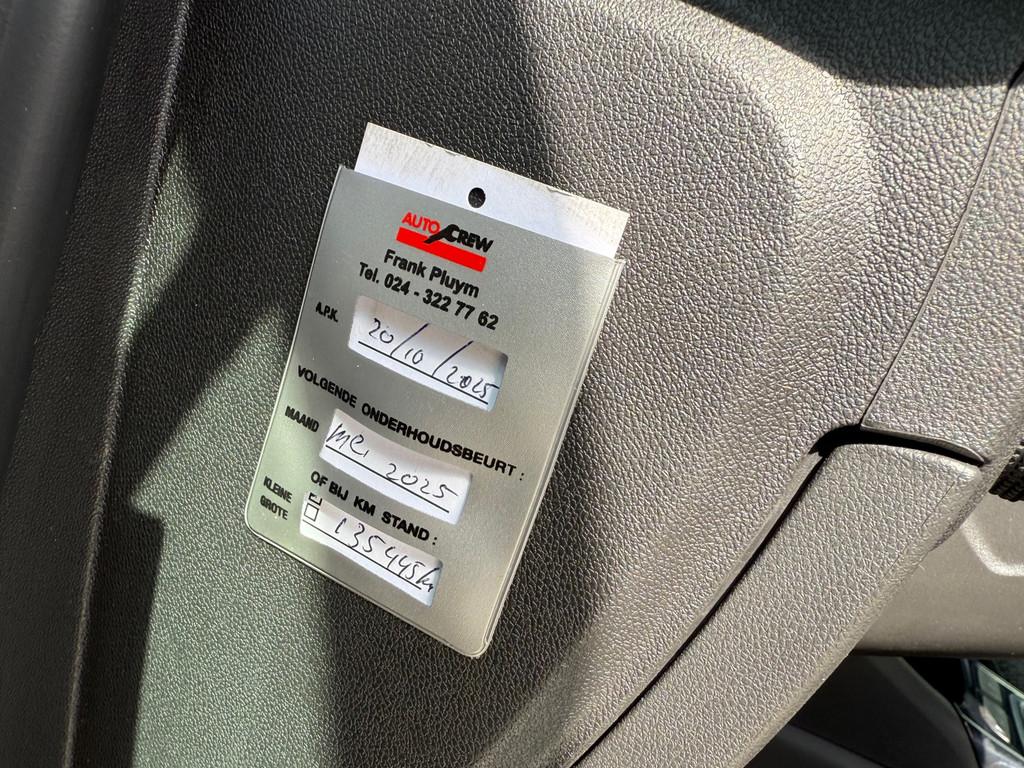 AUTO CREW
Frank Pluym
Tel. 024 - 322 77 62
A.P.K. 20/10/2025
VOLGENDE ONDERHOUDSBEURT :
MAAND mei 2025
OF BIJ KM STAND :
KLEINE
GROTE 135445km